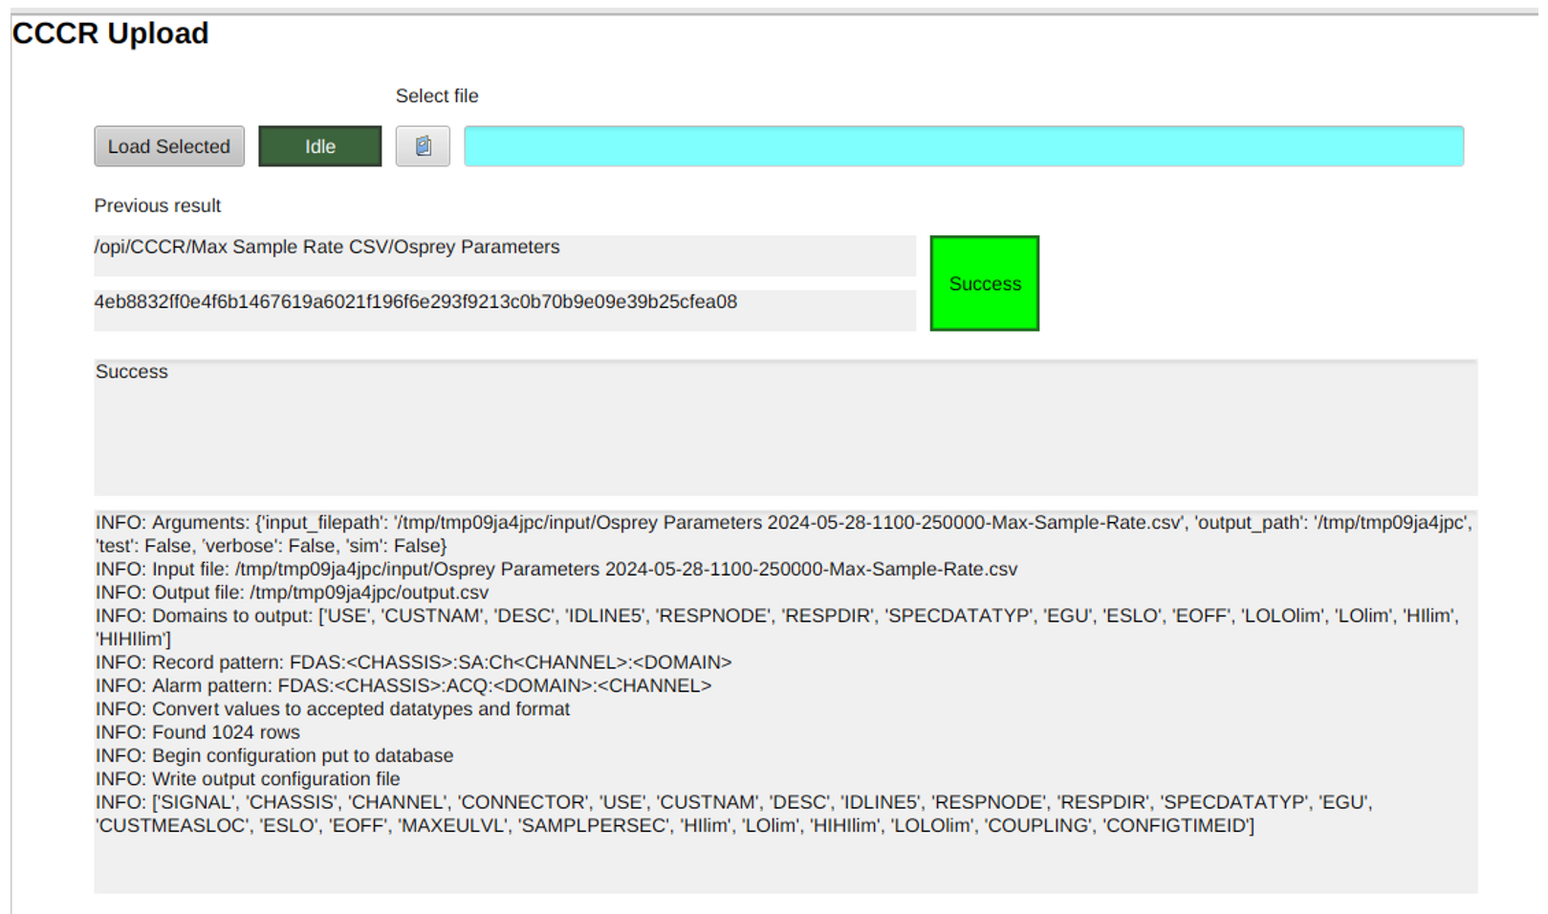 CCCR Upload
Select file
Load Selected
Idle
Previous result
/opi/CCCR/Max Sample Rate CSV/Osprey Parameters
4eb8832ff0e4f6b1467619a6021f196f6e293f9213c0b70b9e09e39b25cfea08
Success
Success
INFO: Arguments: {'input_filepath': '/tmp/tmp09ja4jpc/input/Osprey Parameters 2024-05-28-1100-250000-Max-Sample-Rate.csv', 'output_path': '/tmp/tmp09ja4jpc',
'test': False, 'verbose': False, 'sim': False}
INFO: Input file: /tmp/tmp09ja4jpc/input/Osprey Parameters 2024-05-28-1100-250000-Max-Sample-Rate.csv
INFO: Output file: /tmp/tmp09ja4jpc/output.csv
INFO: Domains to output: ['USE', 'CUSTNAM', 'DESC', 'IDLINE5', 'RESPNODE', 'RESPDIR', 'SPECDATATYP', 'EGU', 'ESLO', 'EOFF', 'LOLOlim', 'LOlim', 'HIlim',
'HIHIlim']
INFO: Record pattern: FDAS:<CHASSIS>:SA:Ch<CHANNEL>:<DOMAIN>
INFO: Alarm pattern: FDAS:<CHASSIS>:ACQ:<DOMAIN>:<CHANNEL>
INFO: Convert values to accepted datatypes and format
INFO: Found 1024 rows
INFO: Begin configuration put to database
INFO: Write output configuration file
INFO: ['SIGNAL', 'CHASSIS', 'CHANNEL', 'CONNECTOR', 'USE', 'CUSTNAM', 'DESC', 'IDLINE5', 'RESPNODE', 'RESPDIR', 'SPECDATATYP', 'EGU',
'CUSTMEASLOC', 'ESLO', 'EOFF', 'MAXEULVL', 'SAMPLPERSEC', 'HIlim', 'LOlim', 'HIHIlim', 'LOLOlim', 'COUPLING', 'CONFIGTIMEID']